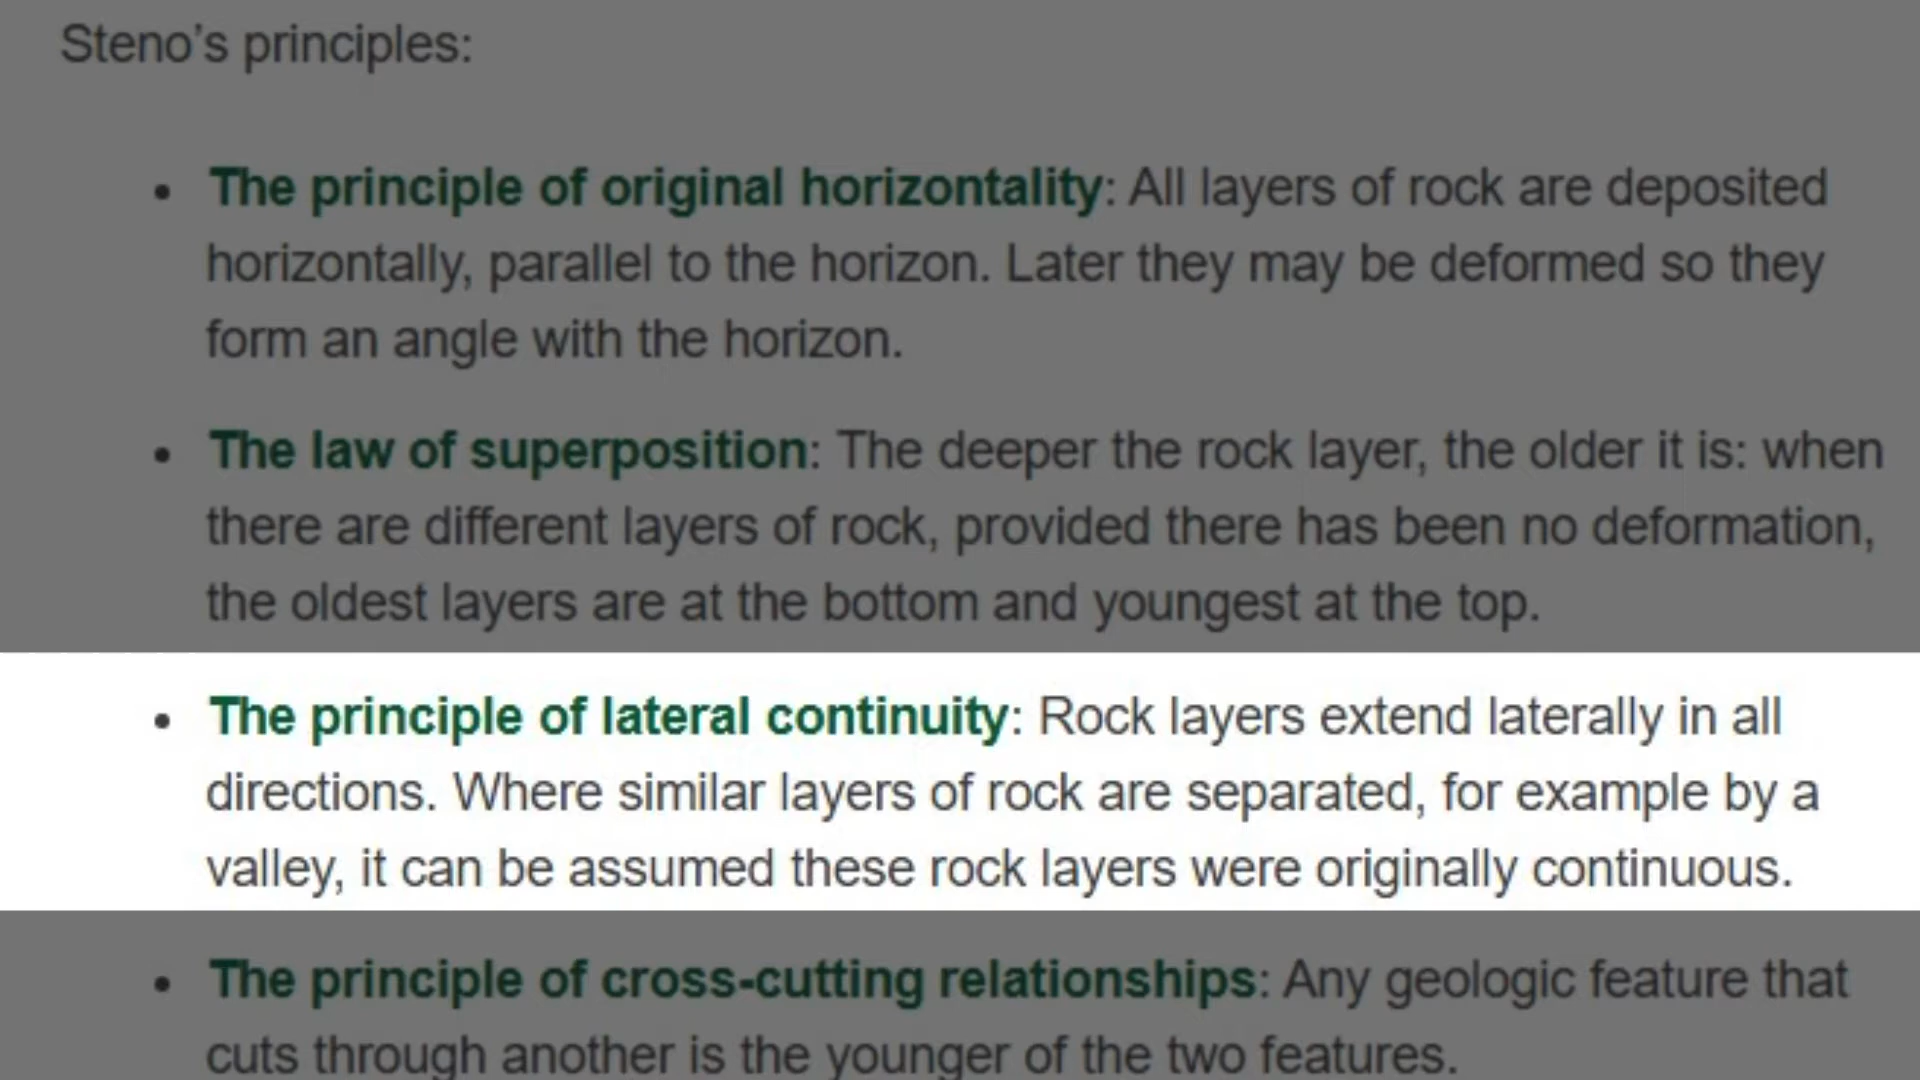 Steno’s principles:
• The principle of original horizontality: All layers of rock are deposited
horizontally, parallel to the horizon. Later they may be deformed so they
form an angle with the horizon.
• The law of superposition: The deeper the rock layer, the older it is: when
there are different layers of rock, provided there has been no deformation,
the oldest layers are at the bottom and youngest at the top.
• The principle of lateral continuity: Rock layers extend laterally in all
directions. Where similar layers of rock are separated, for example by a
valley, it can be assumed these rock layers were originally continuous.
• The principle of cross-cutting relationships: Any geologic feature that
cuts through another is the younger of the two features.